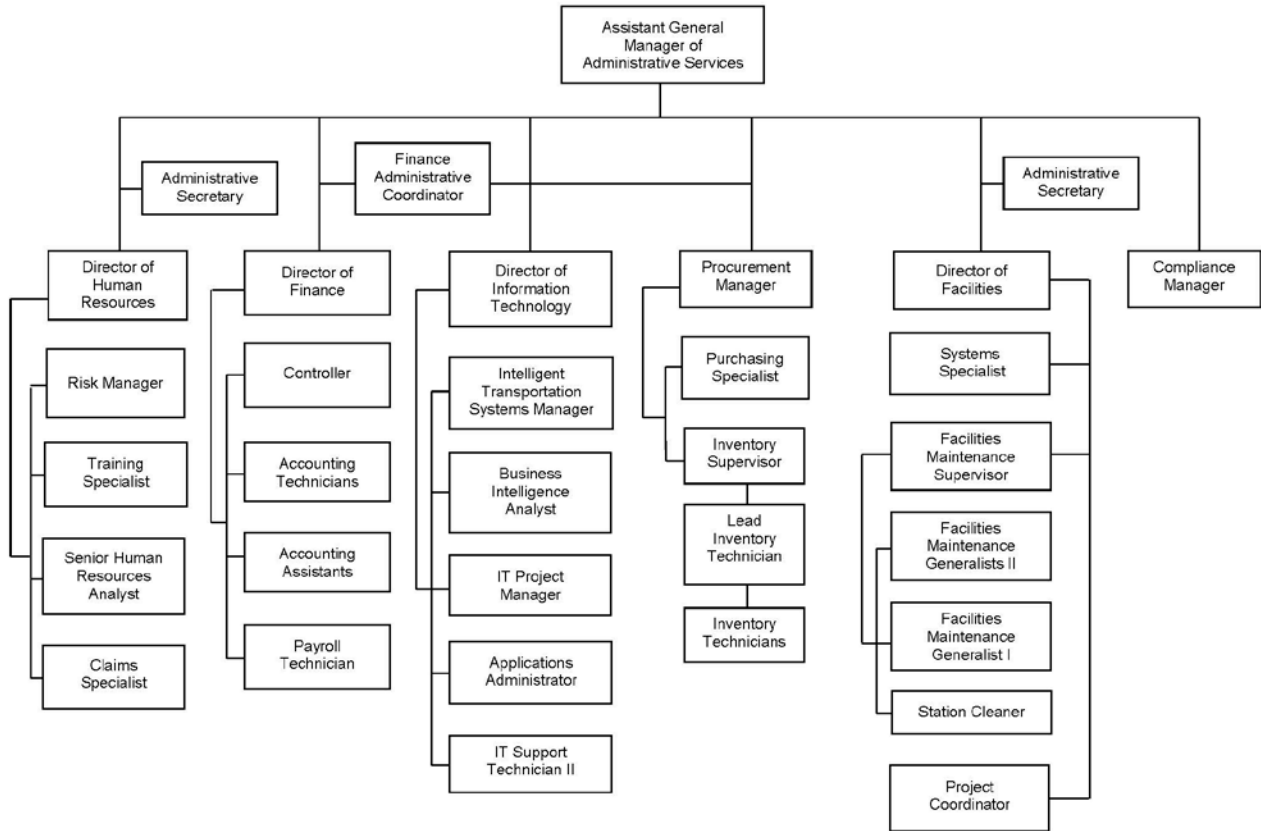 Assistant General
Manager of
Administrative Services
Administrative
Secretary
Finance
Administrative
Coordinator
Administrative
Secretary
Director of
Human
Resources
Director of
Finance
Director of
Information
Technology
Procurement
Manager
Director of
Facilities
Compliance
Manager
Risk Manager
Training
Specialist
Senior Human
Resources
Analyst
Claims
Specialist
Controller
Accounting
Technicians
Accounting
Assistants
Payroll
Technician
Intelligent
Transportation
Systems Manager
Business
Intelligence
Analyst
IT Project
Manager
Applications
Administrator
IT Support
Technician II
Purchasing
Specialist
Inventory
Supervisor
Lead
Inventory
Technician
Inventory
Technicians
Systems
Specialist
Facilities
Maintenance
Supervisor
Facilities
Maintenance
Generalists II
Facilities
Maintenance
Generalist I
Station Cleaner
Project
Coordinator